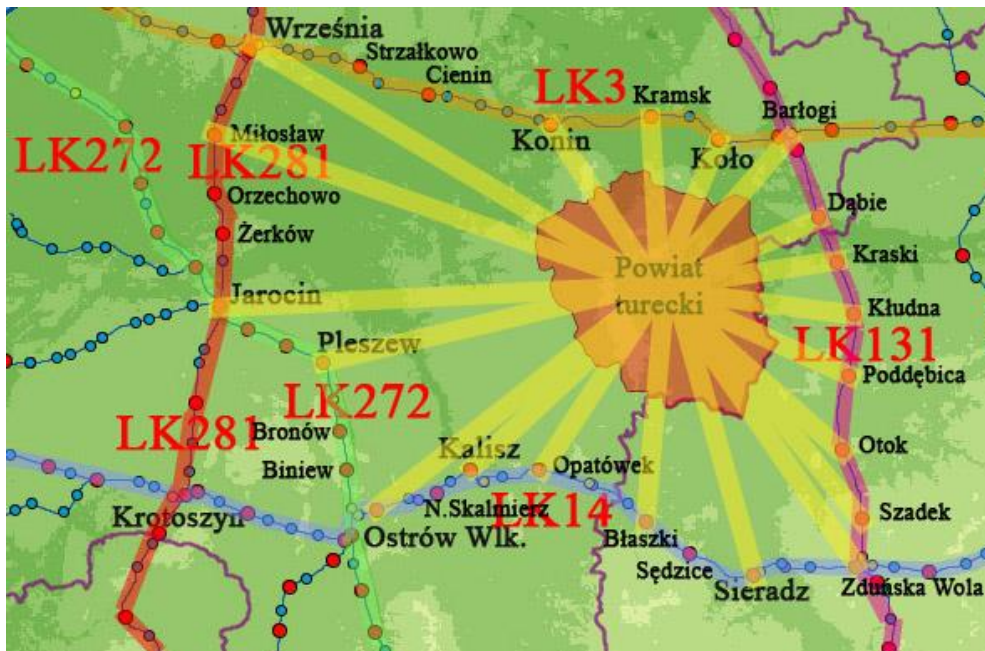 Września
Strzałkowo
Cienin
LK3
Kramsk
Barłogi
Konin
Koło
Miłosław
LK272
LK281
Orzechowo
Dąbie
Żerków
Kraski
Powiat
turecki
Jarocin
Kłudna
Pleszew
LK131
Poddębica
LK272
LK281
Bronów
Kalisz
Otok
Biniew
Opatówek
N.Skalmierz
LK14
Szadek
Krotoszyn
Ostrów Wlk.
Błaszki
Sędzice
Sieradz
Zduńska Wola